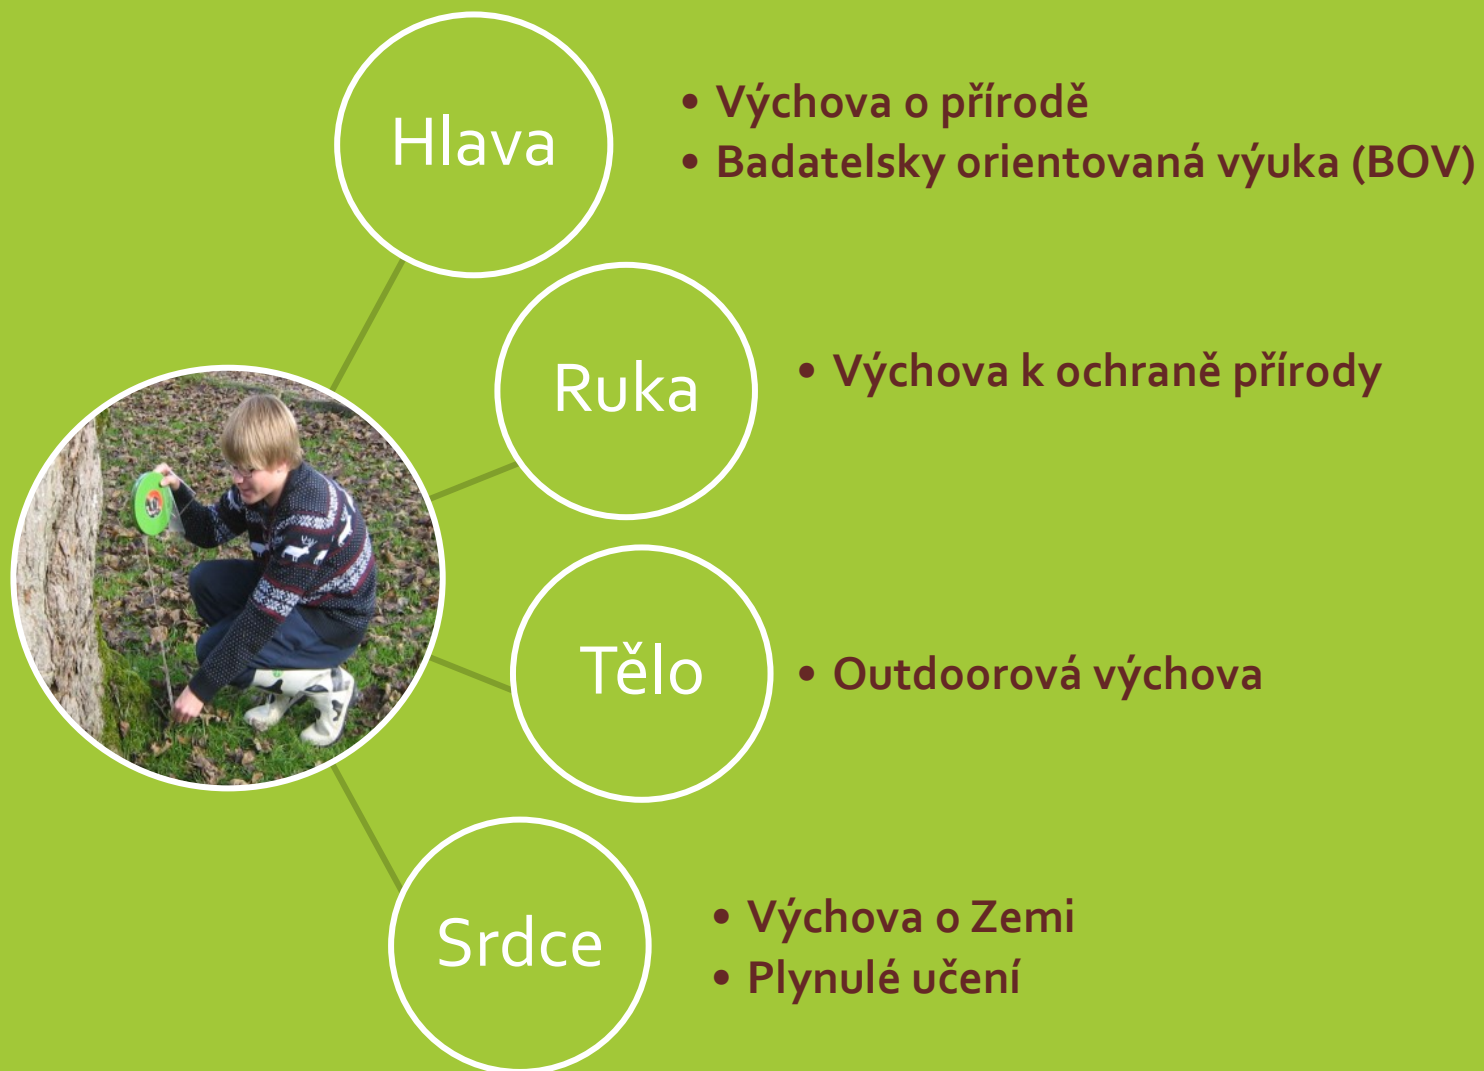 Hlava
• Výchova o přírodě
• Badatelsky orientovaná výuka (BOV)
Ruka
• Výchova k ochraně přírody
Tělo
• Outdoorová výchova
Srdce
• Výchova o Zemi
• Plynulé učení